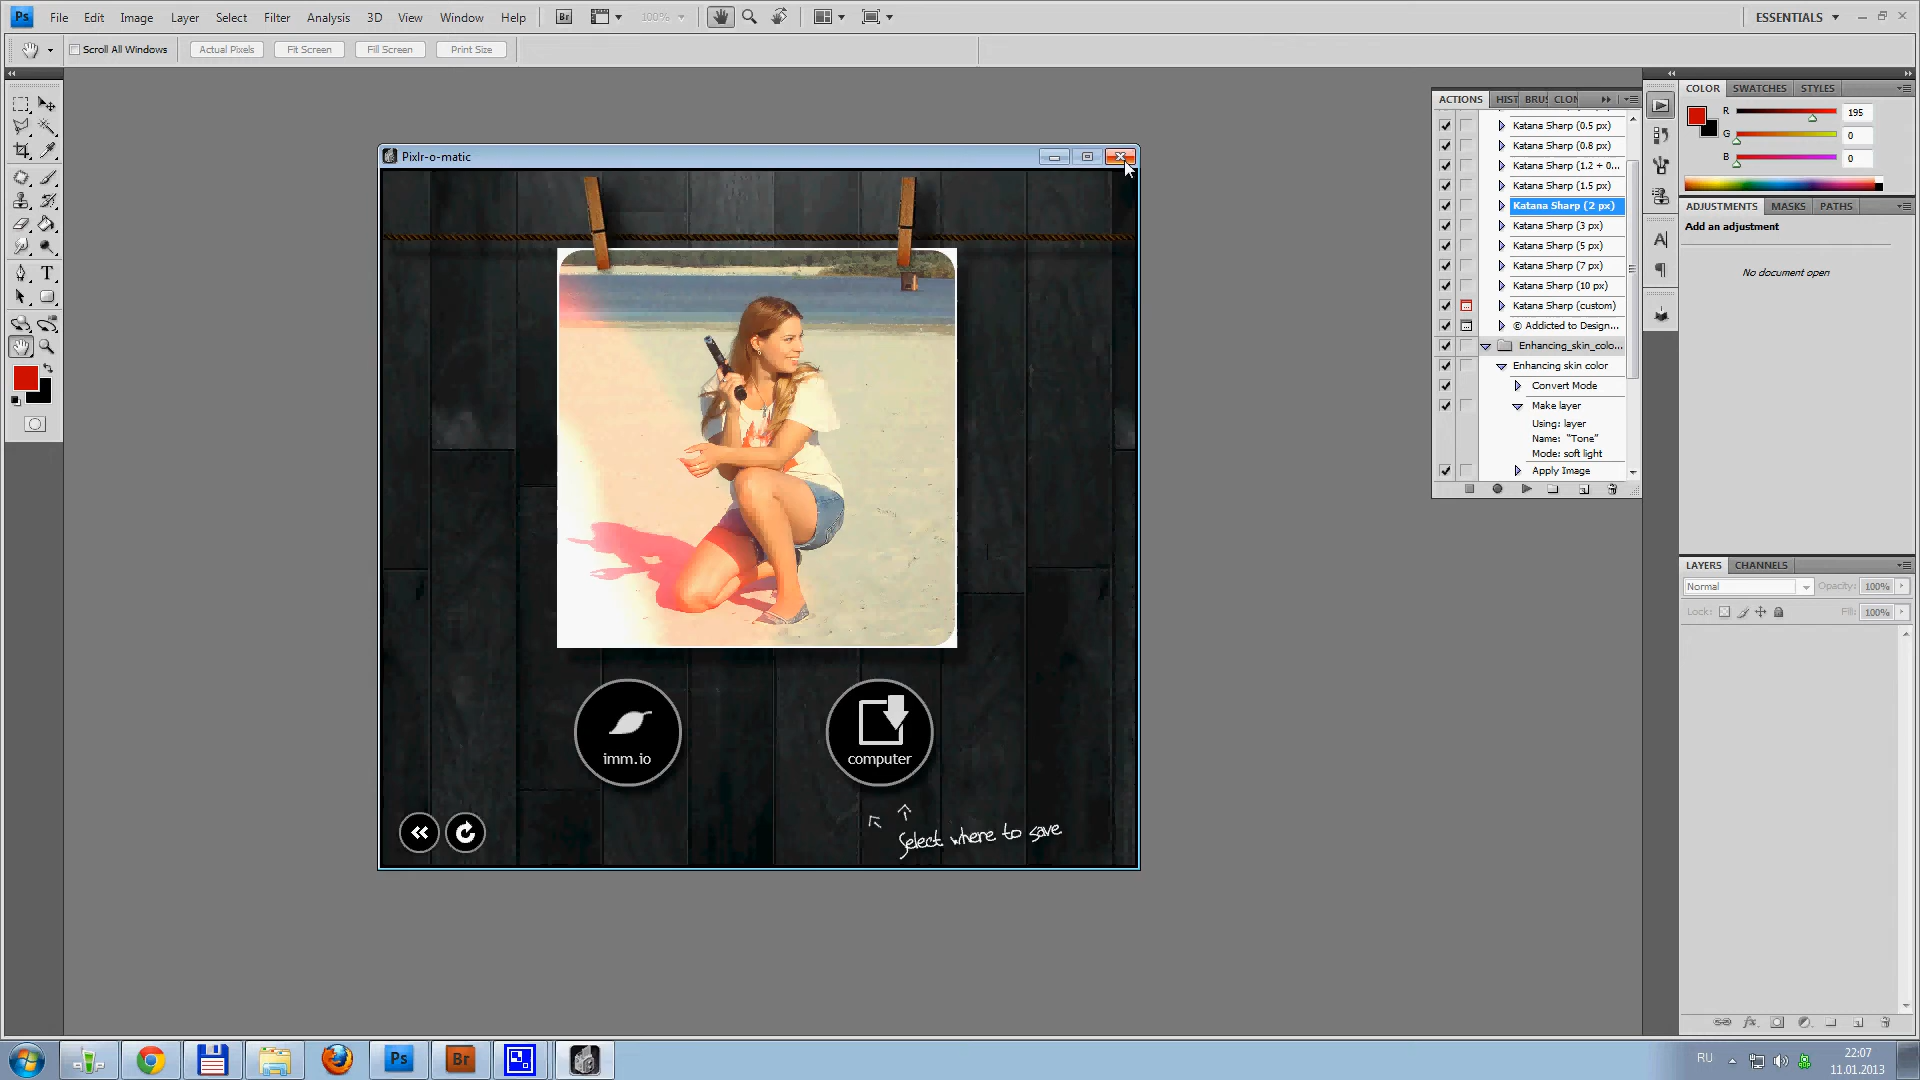 Ps File Edit Image Layer Select Filter Analysis 3D View Window Help Br 100% ESSENTIALS
Scroll All Windows Actual Pixels Fit Screen Fill Screen Print Size
Pixlr-o-matic
imm.io
computer
Select where to save
ACTIONS HIST BRUS CLON
Katana Sharp (0.5 px)
Katana Sharp (0.8 px)
Katana Sharp (1.2 + 0...
Katana Sharp (1.5 px)
Katana Sharp (2 px)
Katana Sharp (3 px)
Katana Sharp (5 px)
Katana Sharp (7 px)
Katana Sharp (10 px)
Katana Sharp (custom)
© Addicted to Design...
Enhancing_skin_colo...
Enhancing skin color
Convert Mode
Make layer
Using: layer
Name: "Tone"
Mode: soft light
Apply Image
COLOR SWATCHES STYLES
R 195
G 0
B 0
ADJUSTMENTS MASKS PATHS
Add an adjustment
No document open
LAYERS CHANNELS
Normal Opacity: 100%
Lock: Fill: 100%
Ps Br
RU
22:07
11.01.2013